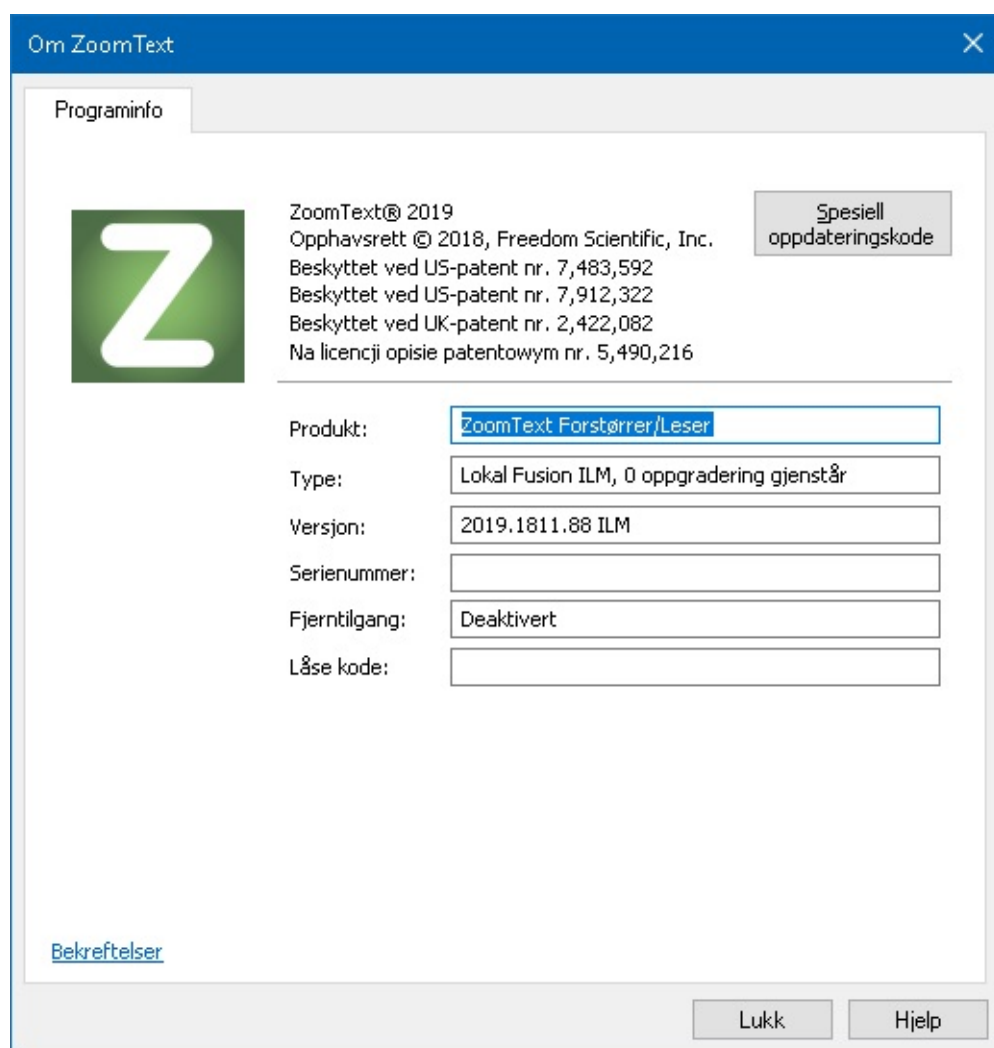 Om ZoomText
Programinfo
Z
ZoomText® 2019
Opphavsrett © 2018, Freedom Scientific, Inc.
Beskyttet ved US-patent nr. 7,483,592
Beskyttet ved US-patent nr. 7,912,322
Beskyttet ved UK-patent nr. 2,422,082
Na licencji opisie patentowym nr. 5,490,216
Spesiell
oppdateringskode
Produkt: ZoomText Forstørrer/Leser
Type: Lokal Fusion ILM, 0 oppgradering gjenstår
Versjon: 2019.1811.88 ILM
Serienummer:
Fjerntilgang: Deaktivert
Låse kode:
Bekreftelser
Lukk Hjelp